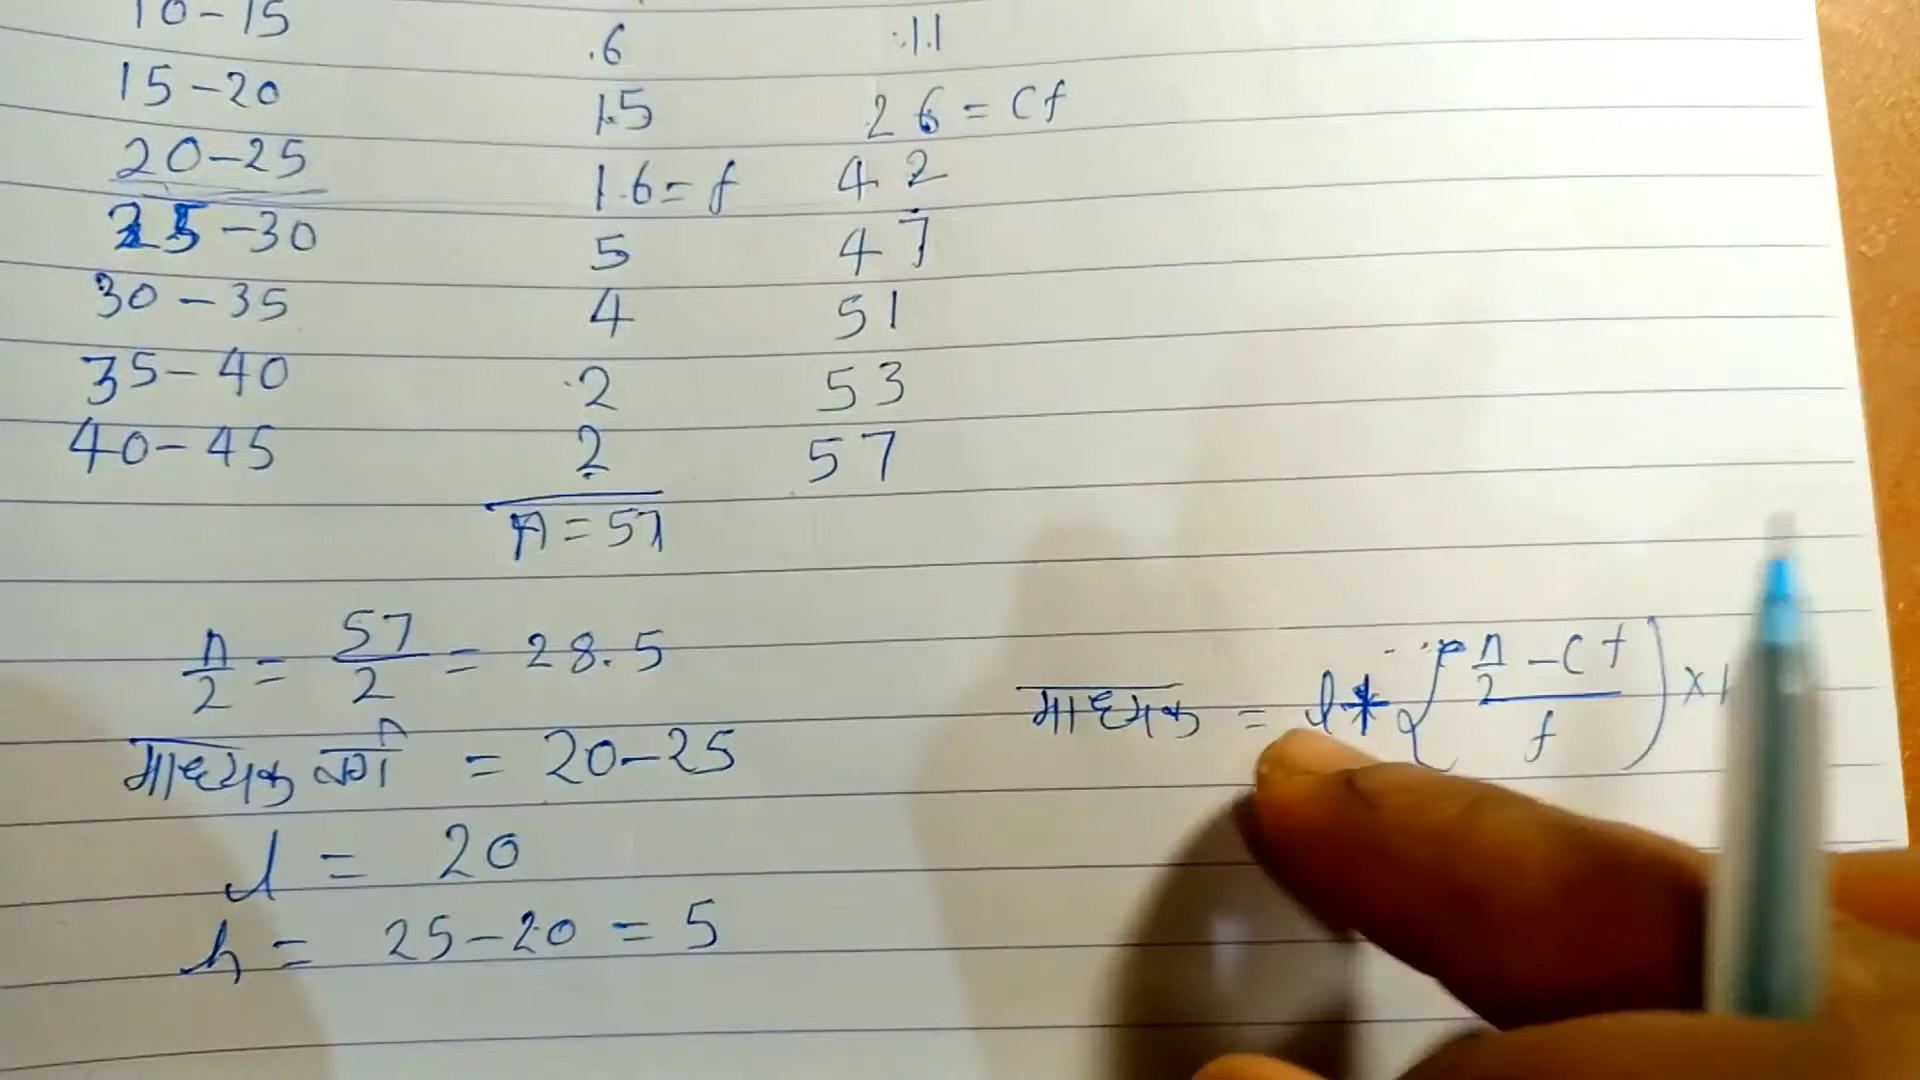 10-15 .6 .11
15-20 15 26 = Cf
20-25 16 = f 42
25-30 5 47
30-35 4 51
35-40 2 53
40-45 2 57
n = 57
n/2 = 57/2 = 28.5
माध्यक वर्ग = 20-25
l = 20
h = 25-20 = 5
माध्यक = l + { (n/2 - Cf) / f ) ×